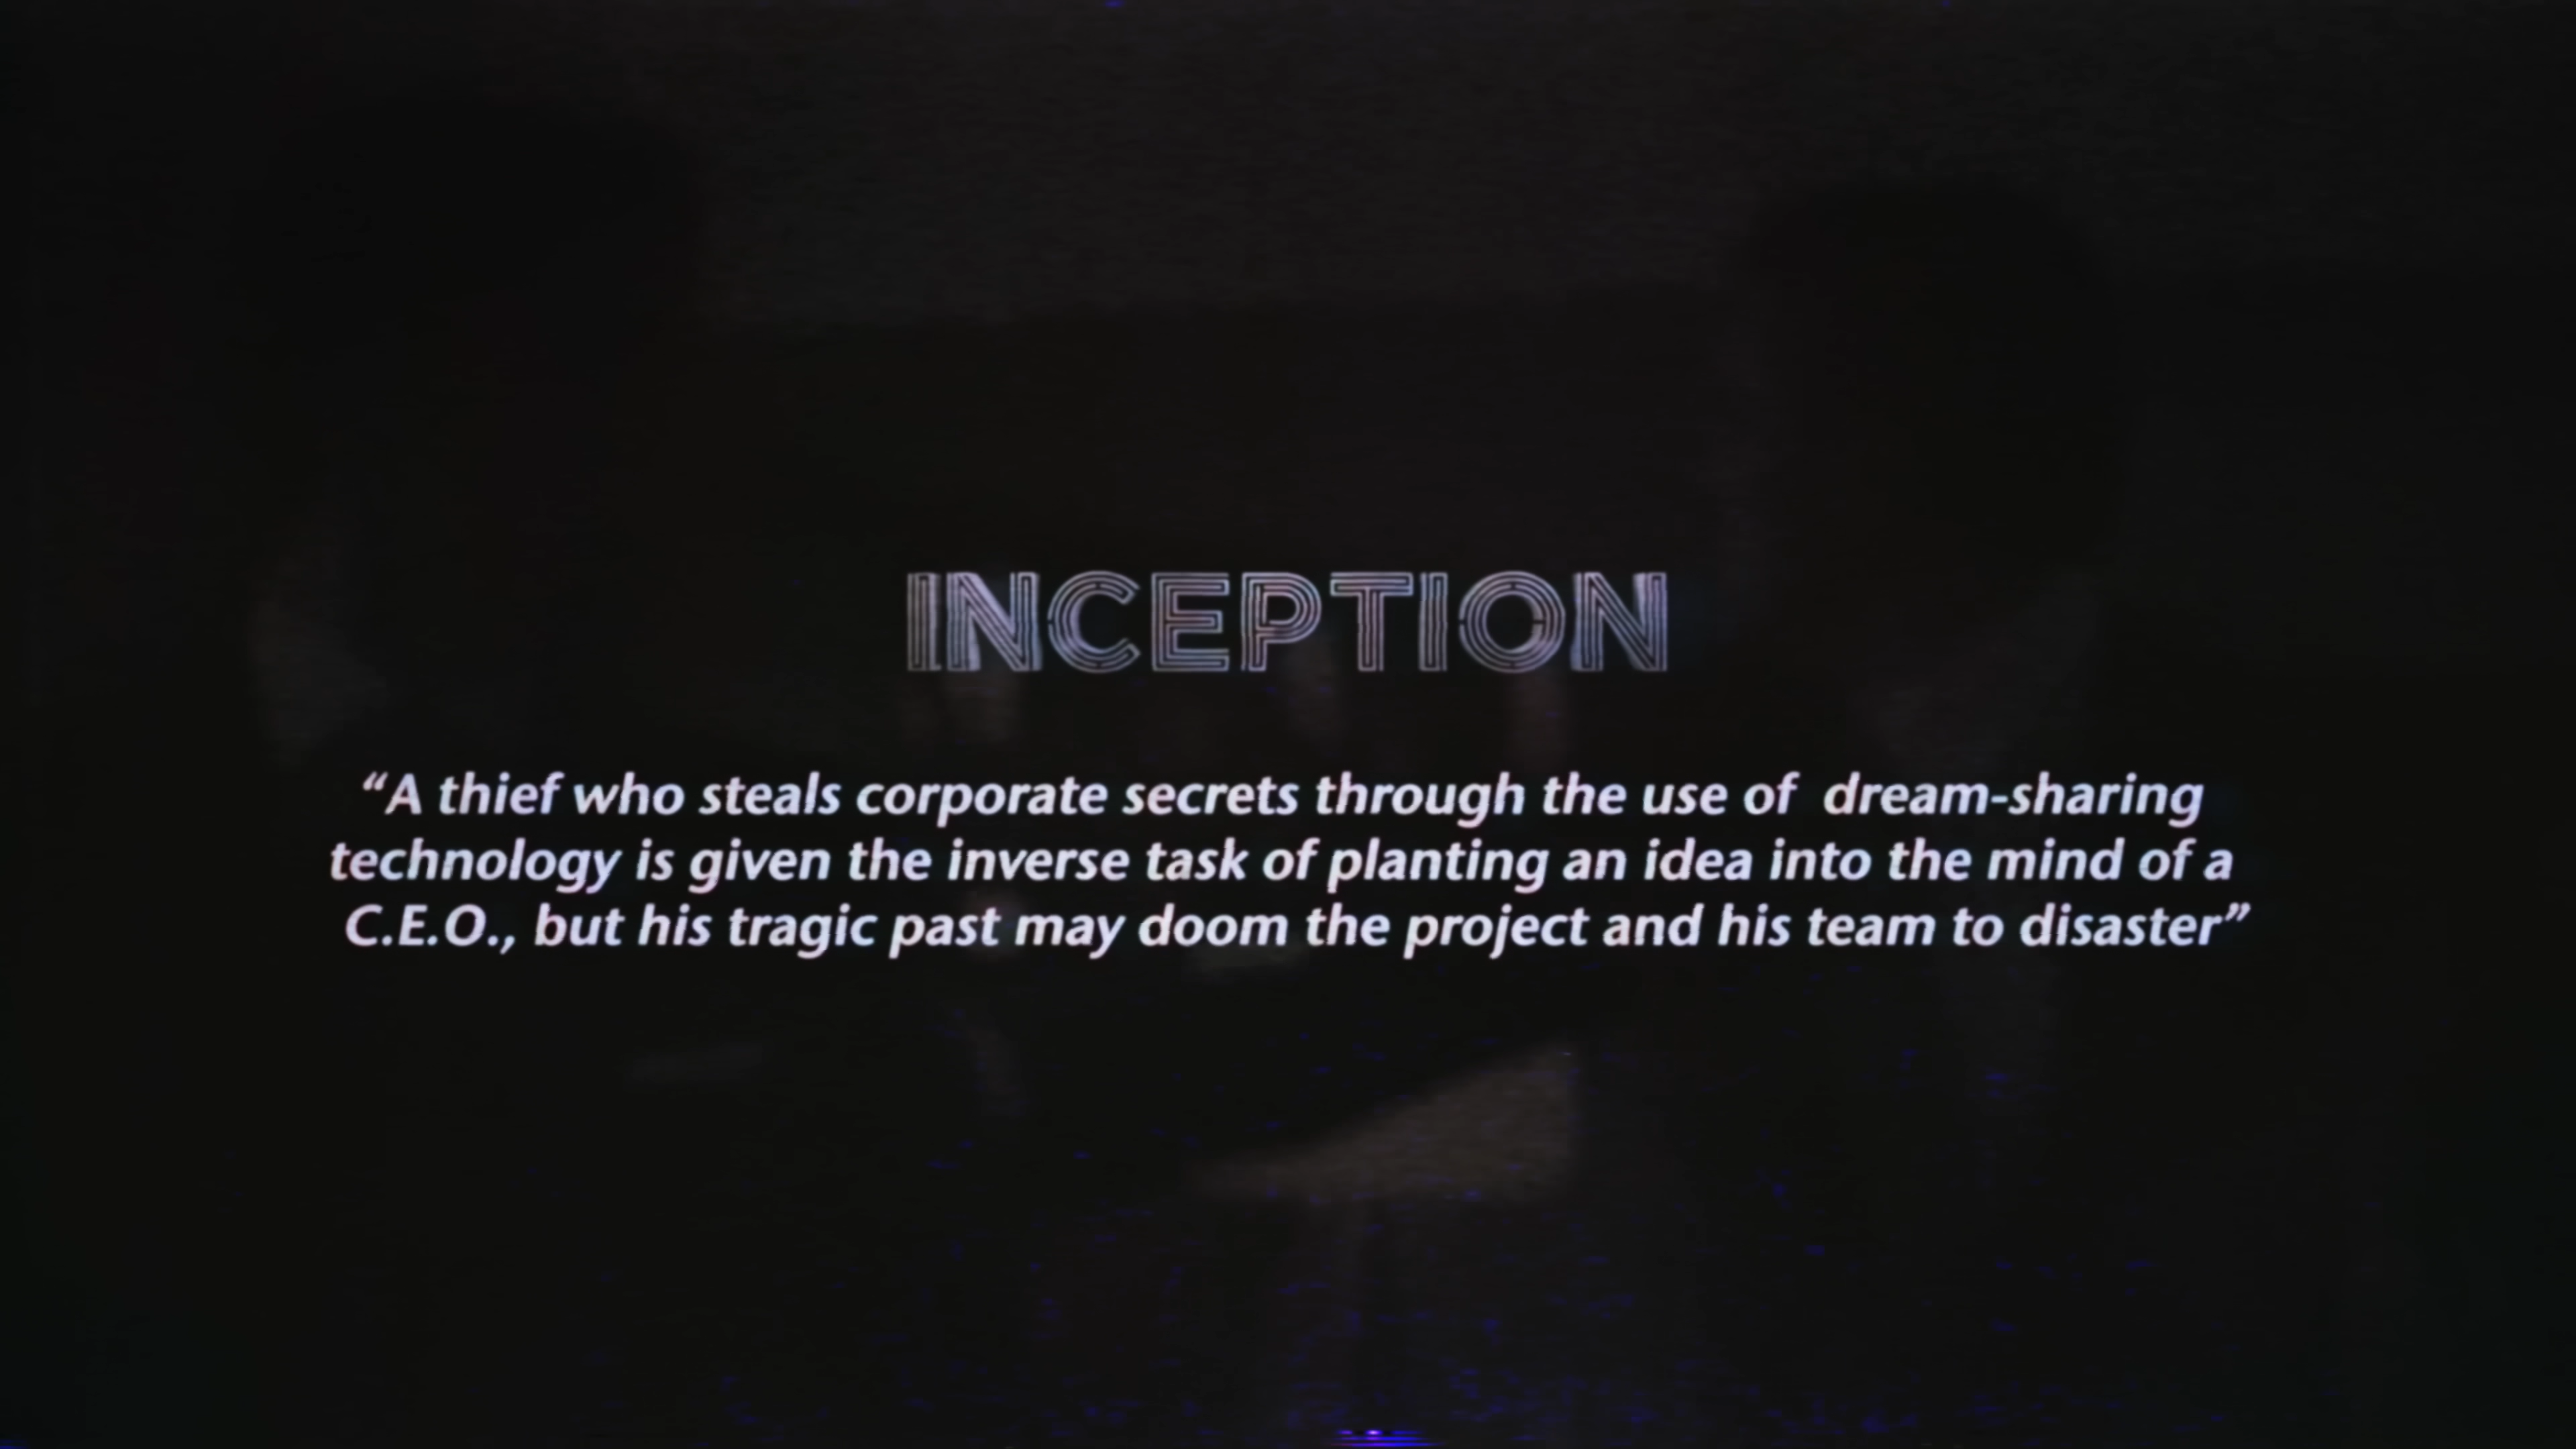 INCEPTION
“A thief who steals corporate secrets through the use of  dream-sharing
technology is given the inverse task of planting an idea into the mind of a
C.E.O., but his tragic past may doom the project and his team to disaster”